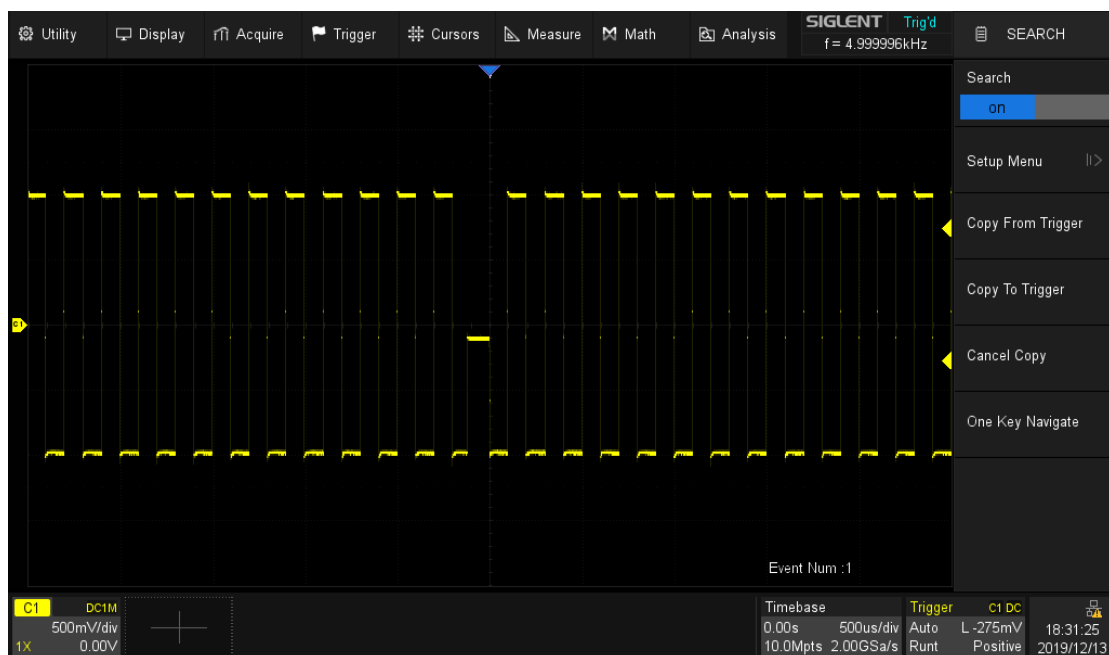 Utility Display Acquire Trigger Cursors Measure Math Analysis SIGLENT Trig'd
f = 4.999996kHz
SEARCH
Search
on
Setup Menu
Copy From Trigger
Copy To Trigger
Cancel Copy
One Key Navigate
C1
Event Num :1
C1 DC1M
500mV/div
1X 0.00V
Timebase
0.00s 500us/div
10.0Mpts 2.00GSa/s
Trigger C1 DC
Auto L -275mV
Runt Positive
18:31:25
2019/12/13